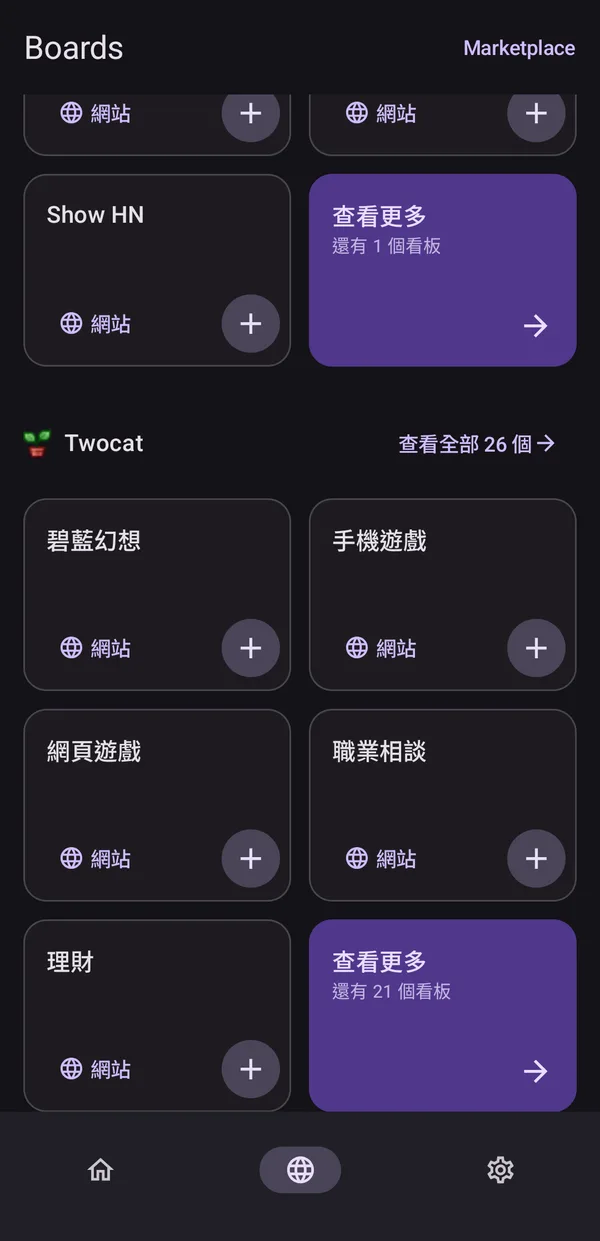 Boards
Marketplace
網站
網站
Show HN
網站
查看更多
還有 1 個看板
Twocat
查看全部 26 個
碧藍幻想
網站
手機遊戲
網站
網頁遊戲
網站
職業相談
網站
理財
網站
查看更多
還有 21 個看板